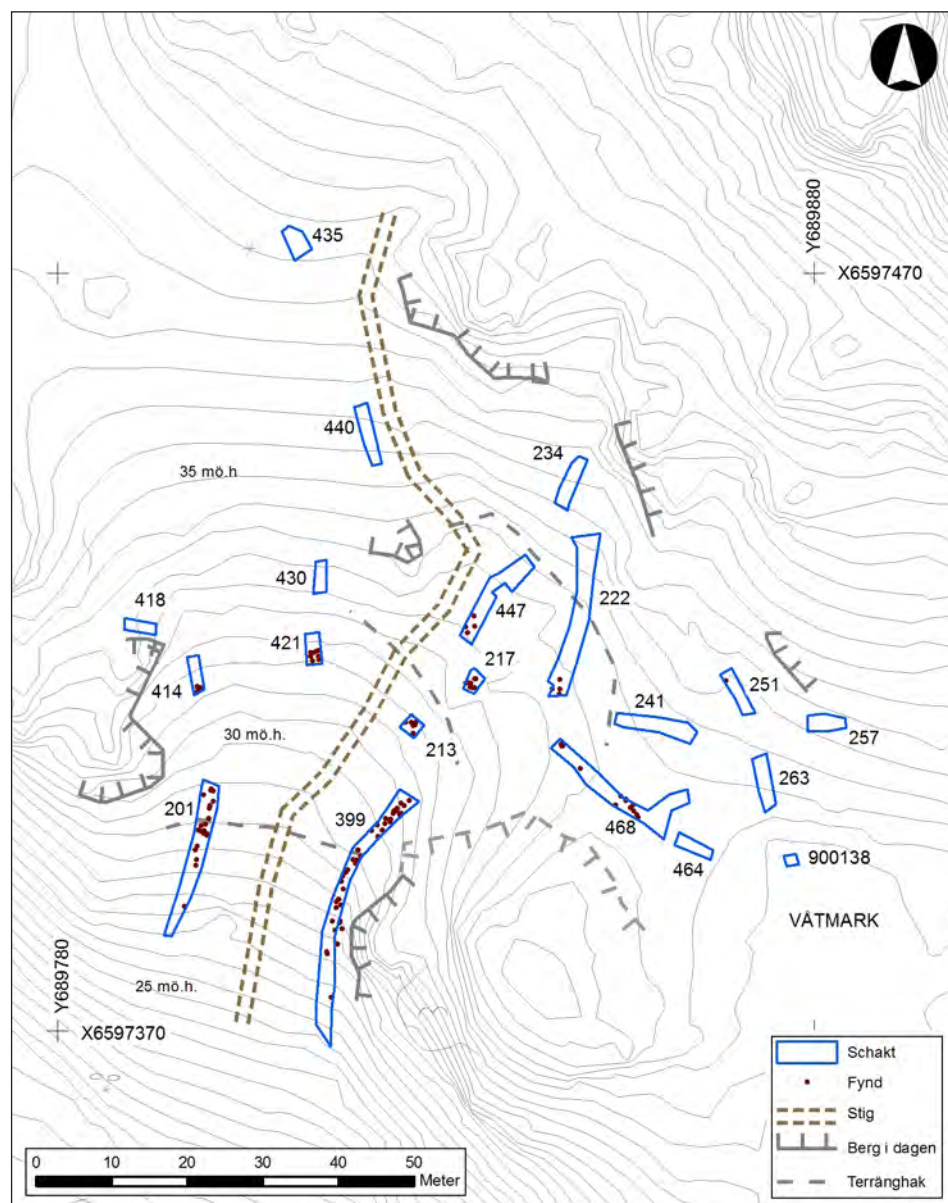 Y689880
435
X6597470
440
234
35 mö.h
430
447
222
418
421
217
414
251
241
213
257
30 mö.h.
263
201
399
468
464
900138
VÅTMARK
25 mö.h.
Y689780
X6597370
Schakt
Fynd
Stig
Berg i dagen
Terränghak
0 10 20 30 40 50
Meter